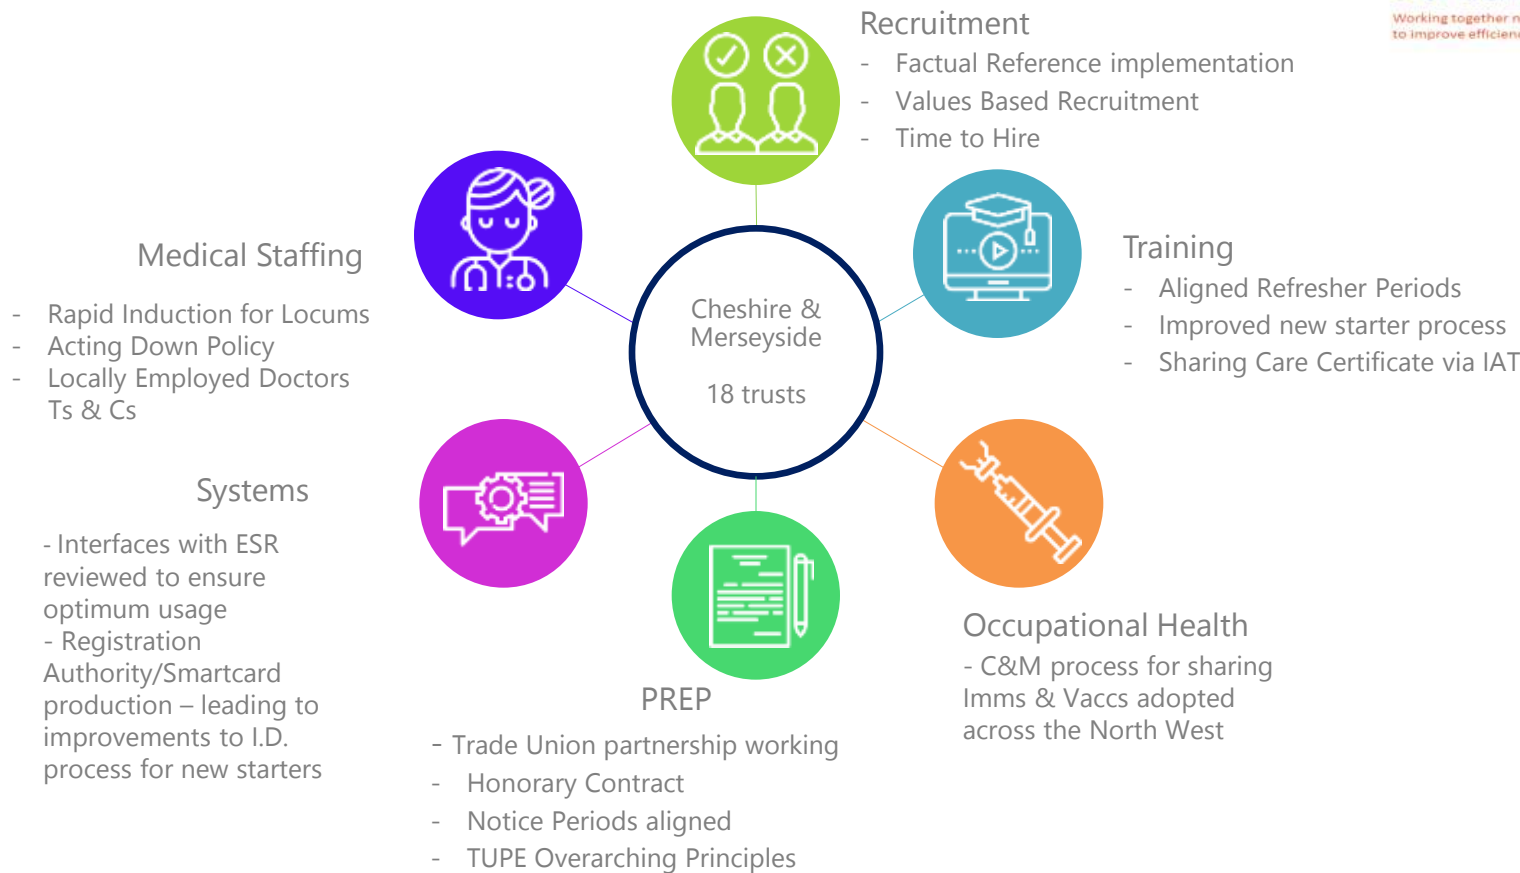 Working together n
to improve efficien
Recruitment
- Factual Reference implementation
- Values Based Recruitment
- Time to Hire
Medical Staffing
- Rapid Induction for Locums
- Acting Down Policy
- Locally Employed Doctors
Ts & Cs
Cheshire &
Merseyside
18 trusts
Training
- Aligned Refresher Periods
- Improved new starter process
- Sharing Care Certificate via IAT
Systems
- Interfaces with ESR
reviewed to ensure
optimum usage
- Registration
Authority/Smartcard
production – leading to
improvements to I.D.
process for new starters
PREP
- Trade Union partnership working
- Honorary Contract
- Notice Periods aligned
- TUPE Overarching Principles
Occupational Health
- C&M process for sharing
Imms & Vaccs adopted
across the North West